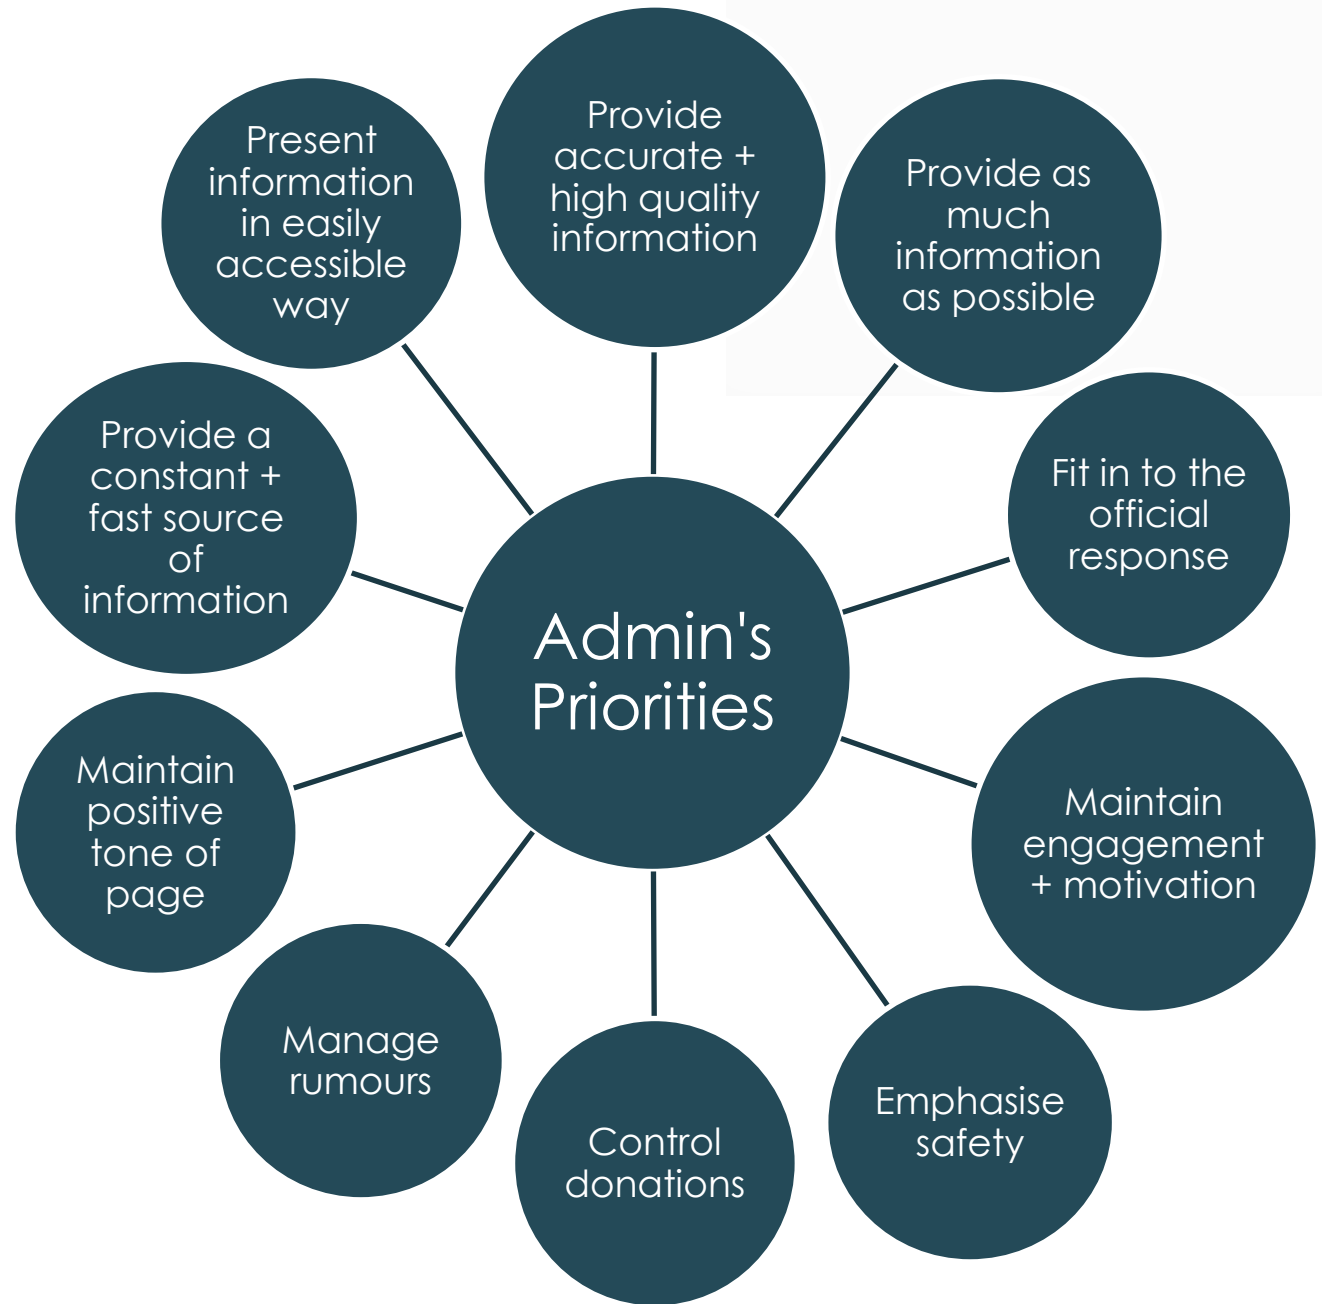 Provide
accurate +
high quality
information
Provide as
much
information
as possible
Fit in to the
official
response
Maintain
engagement
+ motivation
Emphasise
safety
Control
donations
Manage
rumours
Maintain
positive
tone of
page
Provide a
constant +
fast source
of
information
Present
information
in easily
accessible
way
Admin's
Priorities